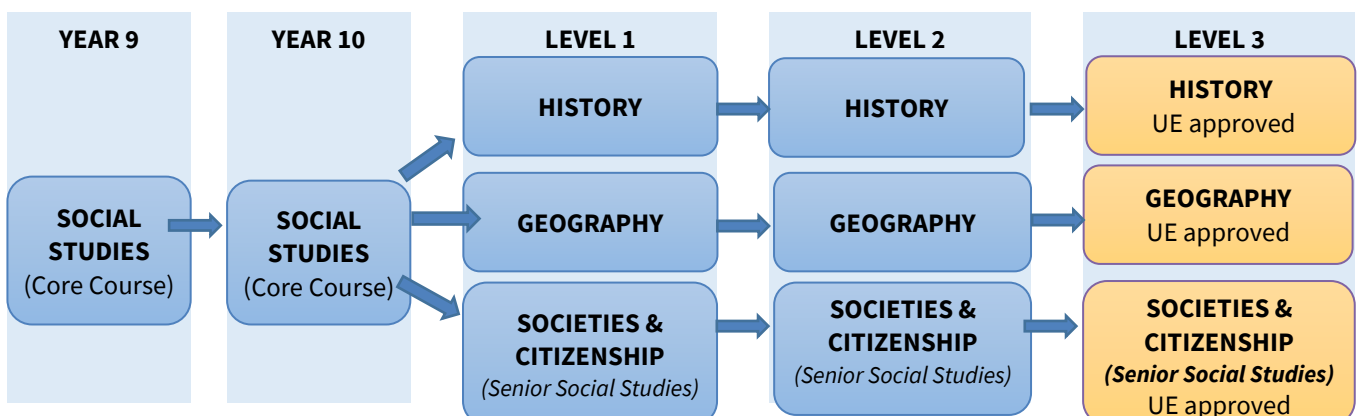 YEAR 9
YEAR 10
LEVEL 1
LEVEL 2
LEVEL 3
SOCIAL
STUDIES
(Core Course)
SOCIAL
STUDIES
(Core Course)
HISTORY
HISTORY
HISTORY
UE approved
GEOGRAPHY
GEOGRAPHY
GEOGRAPHY
UE approved
SOCIETIES &
CITIZENSHIP
(Senior Social Studies)
SOCIETIES &
CITIZENSHIP
(Senior Social Studies)
SOCIETIES &
CITIZENSHIP
(Senior Social Studies)
UE approved